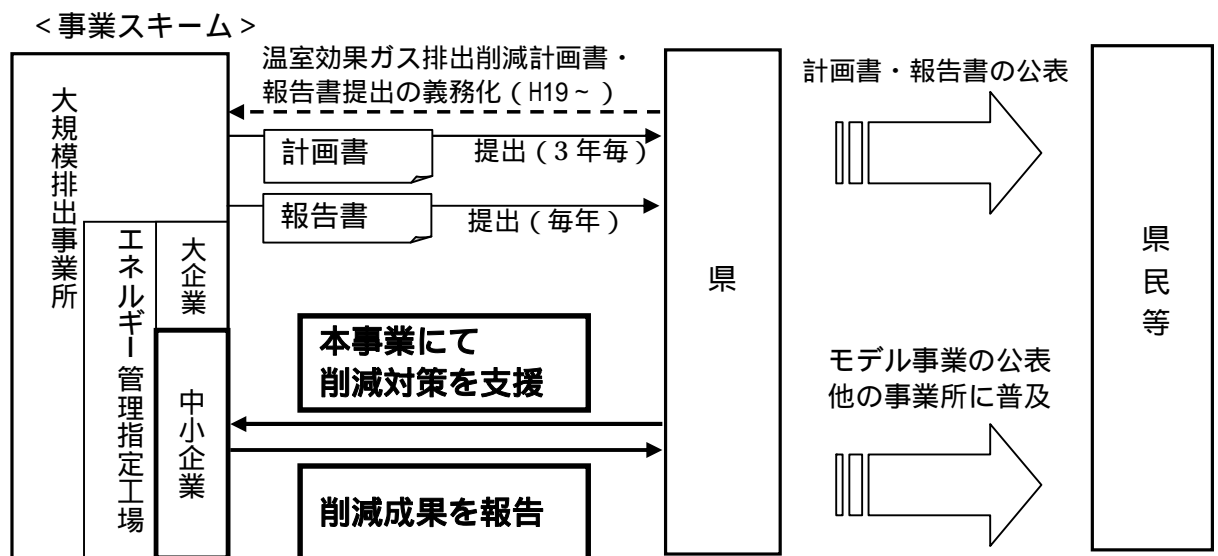 ＜事業スキーム＞
温室効果ガス排出削減計画書・
報告書提出の義務化（H19～）
計画書
提出（３年毎）
報告書
提出（毎年）
大規模排出事業所
エネルギー管理指定工場
大企業
中小企業
本事業にて
削減対策を支援
削減成果を報告
県
計画書・報告書の公表
モデル事業の公表
他の事業所に普及
県民等